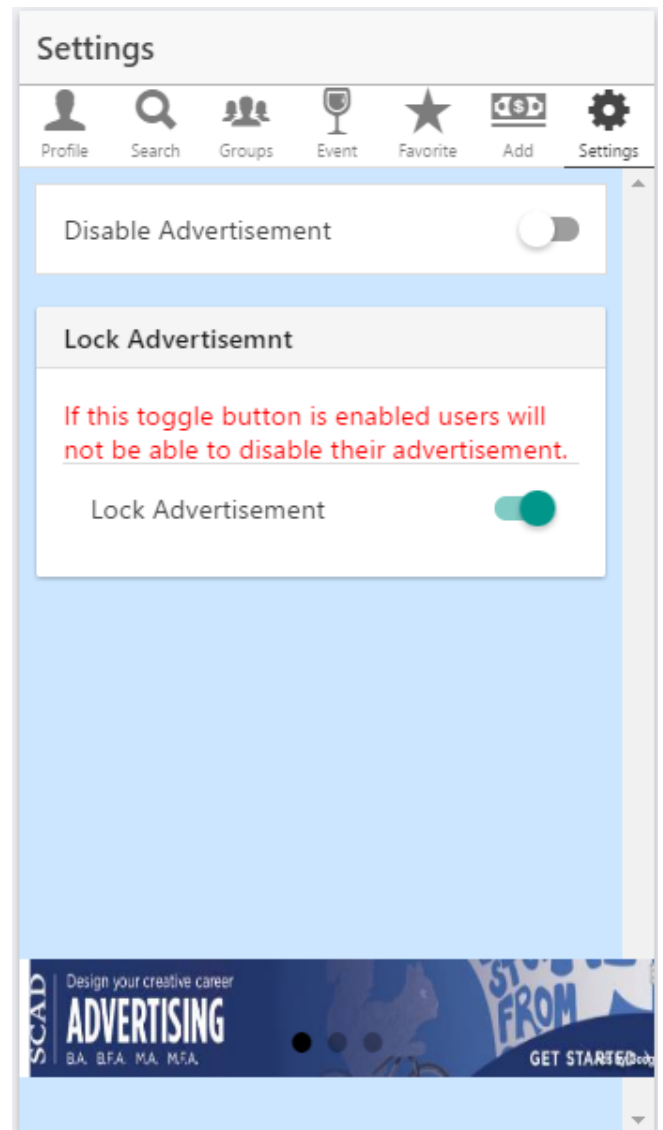 Settings
Profile Search Groups Event Favorite Add Settings
Disable Advertisement
Lock Advertisemnt
If this toggle button is enabled users will
not be able to disable their advertisement.
Lock Advertisement
SCAD
Design your creative career
ADVERTISING
B.A. B.F.A. M.A. M.F.A.
FROM
GET STARTED